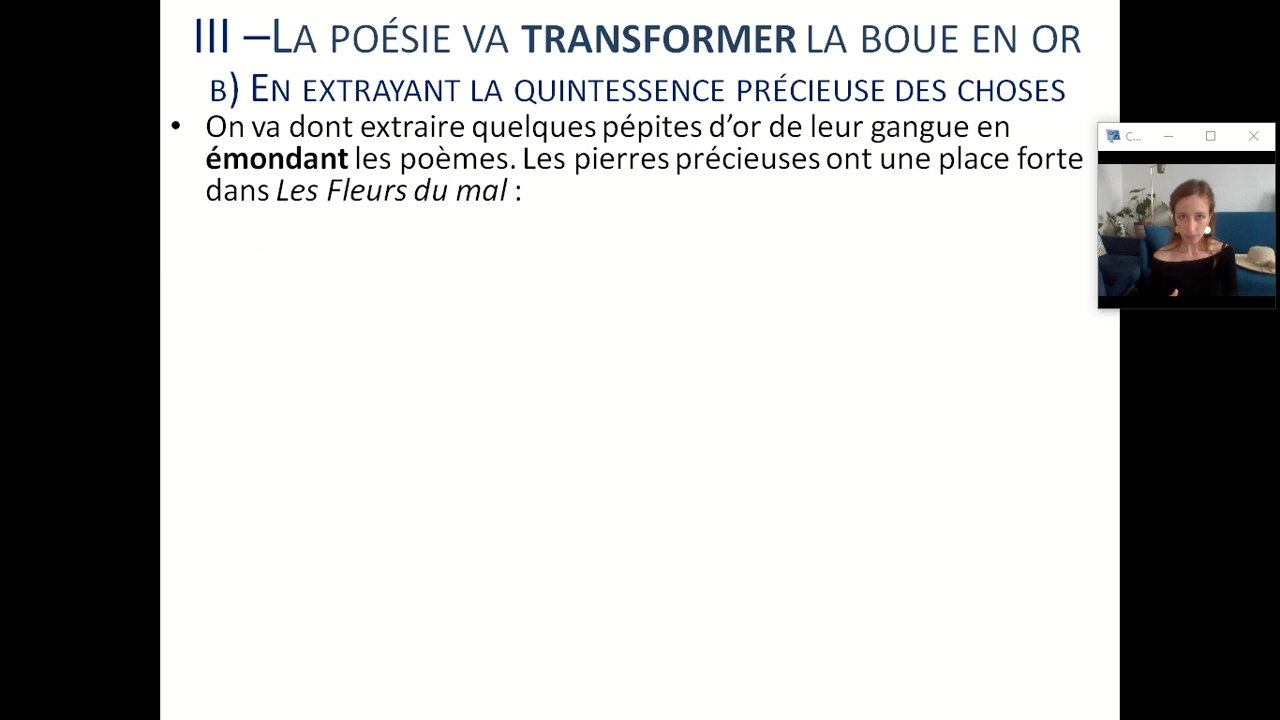 III –LA POÉSIE VA TRANSFORMER LA BOUE EN OR
B) EN EXTRAYANT LA QUINTESSENCE PRÉCIEUSE DES CHOSES
• On va dont extraire quelques pépites d’or de leur gangue en
émondant les poèmes. Les pierres précieuses ont une place forte
dans Les Fleurs du mal :
C...